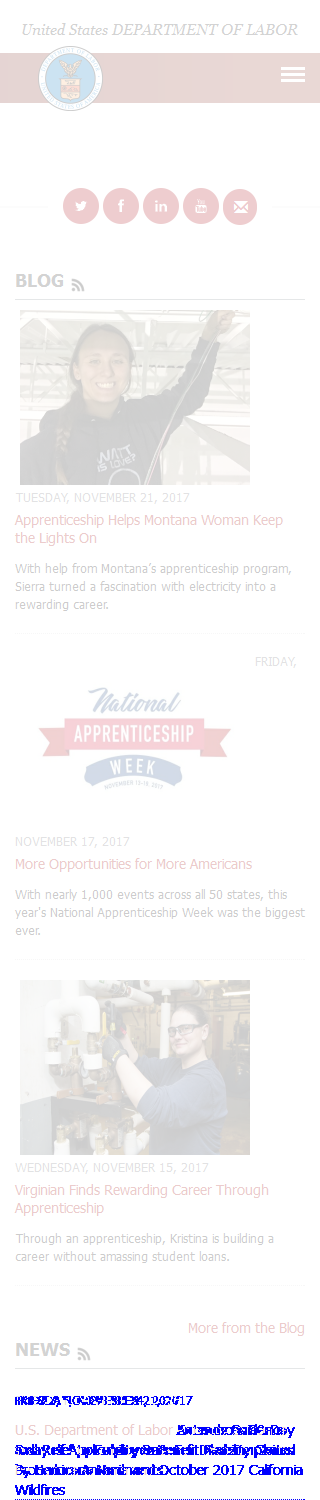 United States DEPARTMENT OF LABOR
BLOG
TUESDAY, NOVEMBER 21, 2017
Apprenticeship Helps Montana Woman Keep
the Lights On
With help from Montana's apprenticeship program,
Sierra turned a fascination with electricity into a
rewarding career.
FRIDAY,
National
APPRENTICESHIP
WEEK
NOVEMBER 13-19, 2017
NOVEMBER 17, 2017
More Opportunities for More Americans
With nearly 1,000 events across all 50 states, this
year's National Apprenticeship Week was the biggest
ever.
WEDNESDAY, NOVEMBER 15, 2017
Virginian Finds Rewarding Career Through
Apprenticeship
Through an apprenticeship, Kristina is building a
career without amassing student loans.
More from the Blog
NEWS
U.S. Department of Labor
October 2017 California
Wildfires